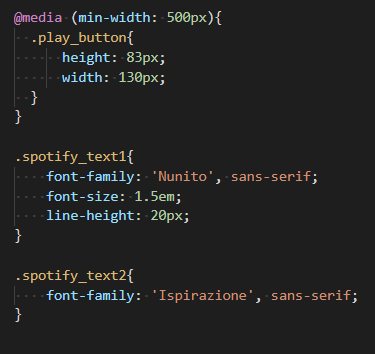 @media (min-width: 500px){
  .play_button{
      height: 83px;
      width: 130px;
  }
}

.spotify_text1{
    font-family: 'Nunito', sans-serif;
    font-size: 1.5em;
    line-height: 20px;
}

.spotify_text2{
    font-family: 'Ispirazione', sans-serif;
}